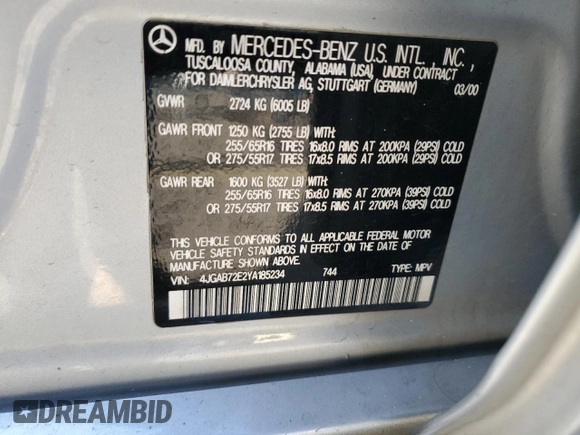 MFD. BY MERCEDES-BENZ U.S. INTL., INC.,
TUSCALOOSA COUNTY, ALABAMA (USA), UNDER CONTRACT
FOR DAIMLERCHRYSLER AG, STUTTGART (GERMANY) 03/00
GVWR 2724 KG (6005 LB)
GAWR FRONT 1250 KG (2755 LB) WITH:
255/65R16 TIRES 16x8.0 RIMS AT 200KPA (29PSI) COLD
OR 275/55R17 TIRES 17x8.5 RIMS AT 200KPA (29PSI) COLD
GAWR REAR 1600 KG (3527 LB) WITH:
255/65R16 TIRES 16x8.0 RIMS AT 270KPA (39PSI) COLD
OR 275/55R17 TIRES 17x8.5 RIMS AT 270KPA (39PSI) COLD
THIS VEHICLE CONFORMS TO ALL APPLICABLE FEDERAL MOTOR
VEHICLE SAFETY STANDARDS IN EFFECT ON THE DATE OF
MANUFACTURE SHOWN ABOVE.
VIN: 4JGAB72E2YA185234 744 TYPE: MPV
DREAMBID